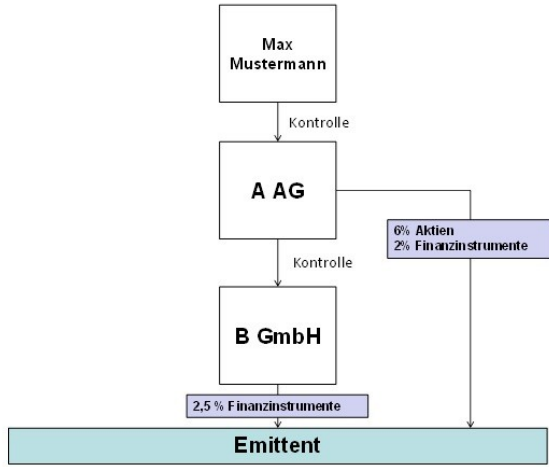 Max
Mustermann
Kontrolle
A AG
6% Aktien
2% Finanzinstrumente
Kontrolle
B GmbH
2,5 % Finanzinstrumente
Emittent